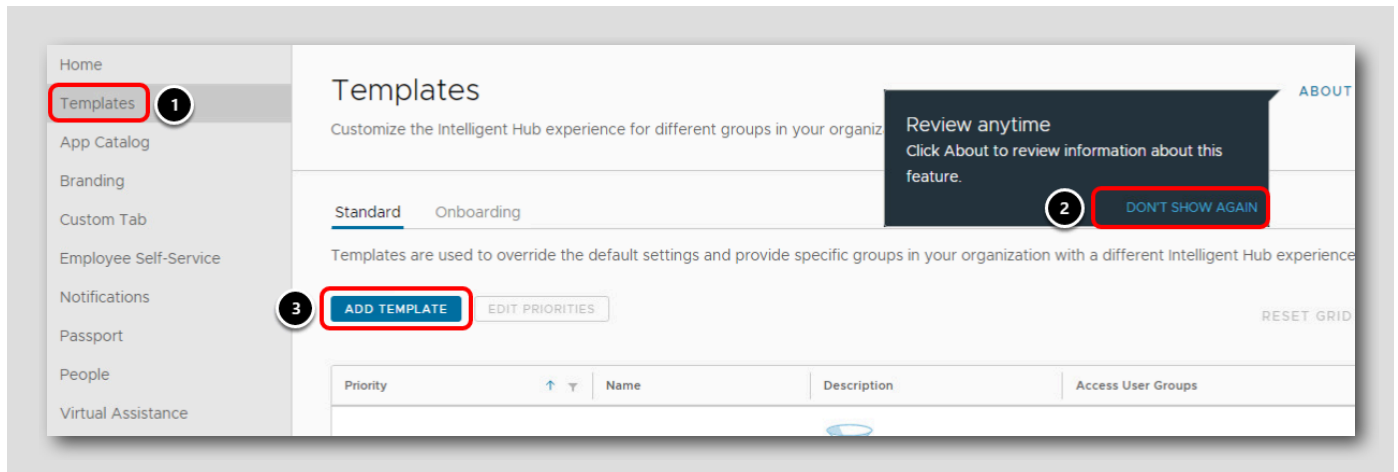 Home
Templates 1
App Catalog
Branding
Custom Tab
Employee Self-Service
Notifications
Passport
People
Virtual Assistance
Templates
ABOUT
Customize the Intelligent Hub experience for different groups in your organiz
Review anytime
Click About to review information about this
feature.
2 DON'T SHOW AGAIN
Standard Onboarding
Templates are used to override the default settings and provide specific groups in your organization with a different Intelligent Hub experience
3 ADD TEMPLATE EDIT PRIORITIES
RESET GRID
Priority Name Description Access User Groups